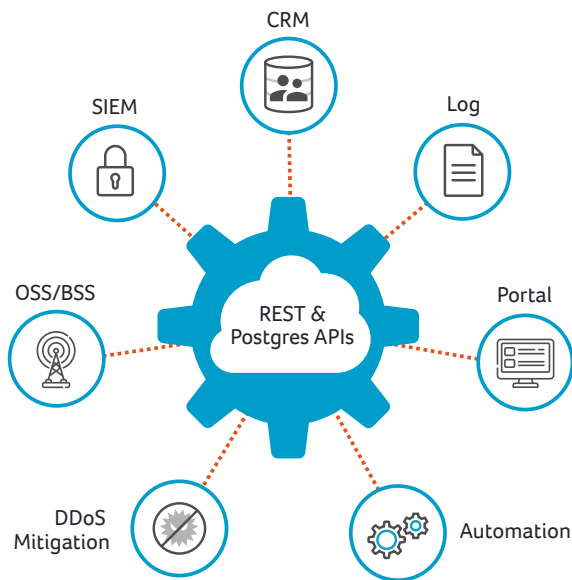 CRM
SIEM
Log
OSS/BSS
REST &
Postgres APIs
Portal
DDoS
Mitigation
Automation